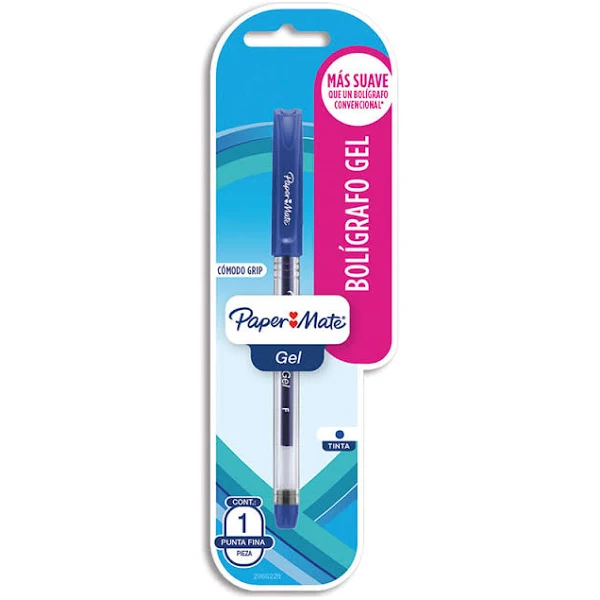 MÁS SUAVE
QUE UN BOLÍGRAFO
CONVENCIONAL*
BOLÍGRAFO GEL
Paper Mate
CÓMODO GRIP
Paper Mate
Gel
Gel F
TINTA
CONT.:
1
PUNTA FINA
PIEZA